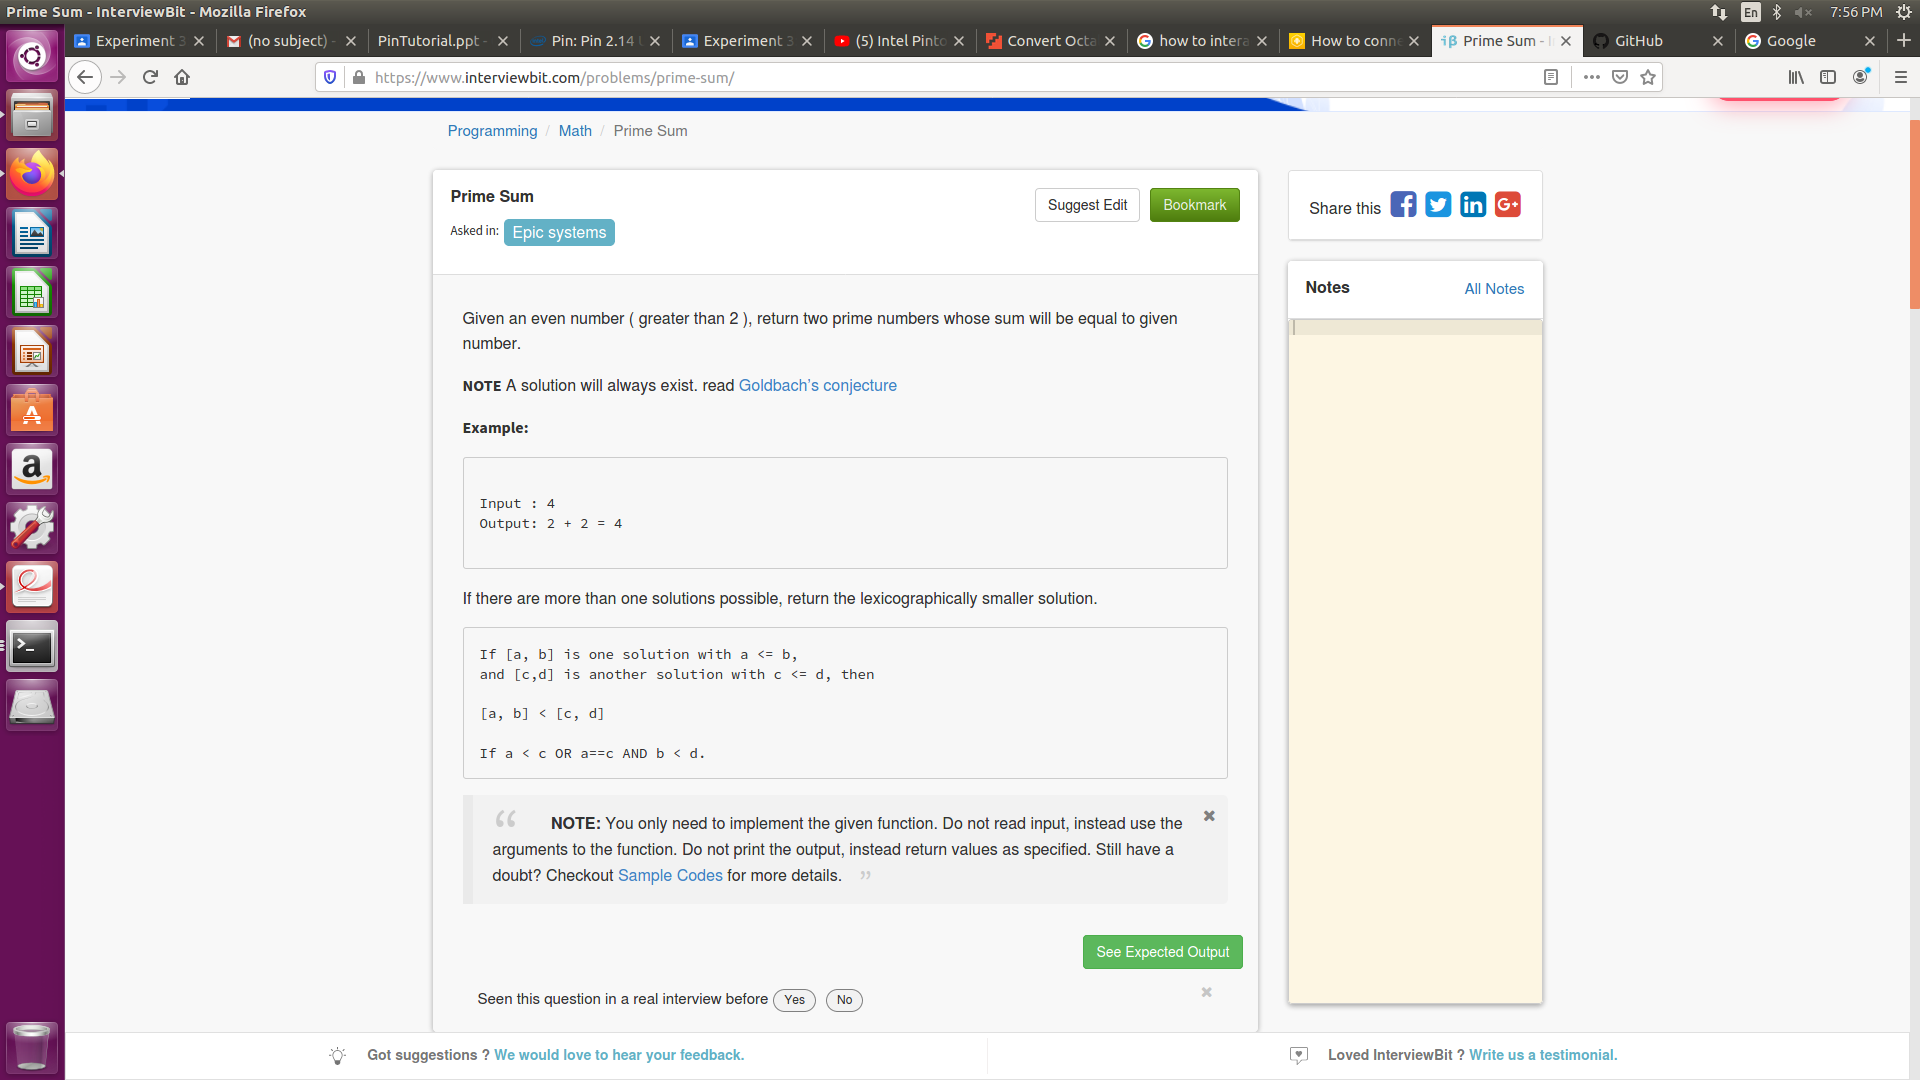 Prime Sum - InterviewBit - Mozilla Firefox
En
7:56 PM
Experiment 3
(no subject) -
PinTutorial.ppt -
Pin: Pin 2.14 U
Experiment 3
(5) Intel Pinto
Convert Octa
how to intera
How to conne
iβ Prime Sum - I
GitHub
Google
https://www.interviewbit.com/problems/prime-sum/
Programming / Math / Prime Sum
Prime Sum
Suggest Edit
Bookmark
Asked in: Epic systems
Share this
Notes
All Notes
Given an even number ( greater than 2 ), return two prime numbers whose sum will be equal to given
number.
NOTE A solution will always exist. read Goldbach’s conjecture
Example:
Input : 4
Output: 2 + 2 = 4
If there are more than one solutions possible, return the lexicographically smaller solution.
If [a, b] is one solution with a <= b,
and [c,d] is another solution with c <= d, then
[a, b] < [c, d]
If a < c OR a==c AND b < d.
“ NOTE: You only need to implement the given function. Do not read input, instead use the
arguments to the function. Do not print the output, instead return values as specified. Still have a
doubt? Checkout Sample Codes for more details. ”
See Expected Output
Seen this question in a real interview before Yes No
Got suggestions ? We would love to hear your feedback.
Loved InterviewBit ? Write us a testimonial.